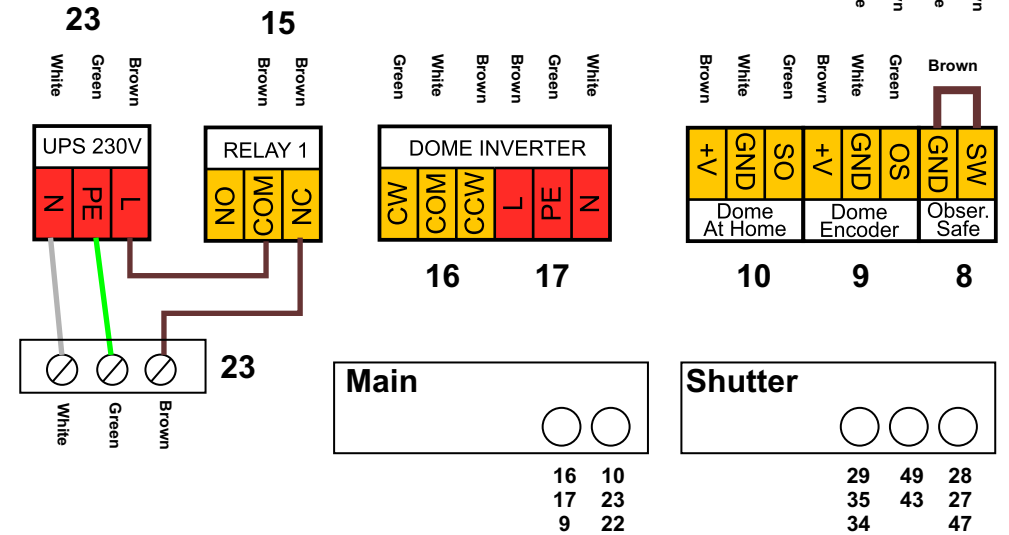 23
15
White
Green
Brown
Brown
Brown
Green
White
Brown
Brown
Green
White
Brown
White
Green
Brown
White
Green
Brown
UPS 230V
RELAY 1
DOME INVERTER
N
PE
L
NO
COM
NC
CW
COM
CCW
L
PE
N
+V
GND
SO
+V
GND
OS
GND
SW
Dome
At Home
Dome
Encoder
Obser.
Safe
16
17
10
9
8
23
White
Green
Brown
Main
Shutter
16 10
17 23
9 22
29 49 28
35 43 27
34 47